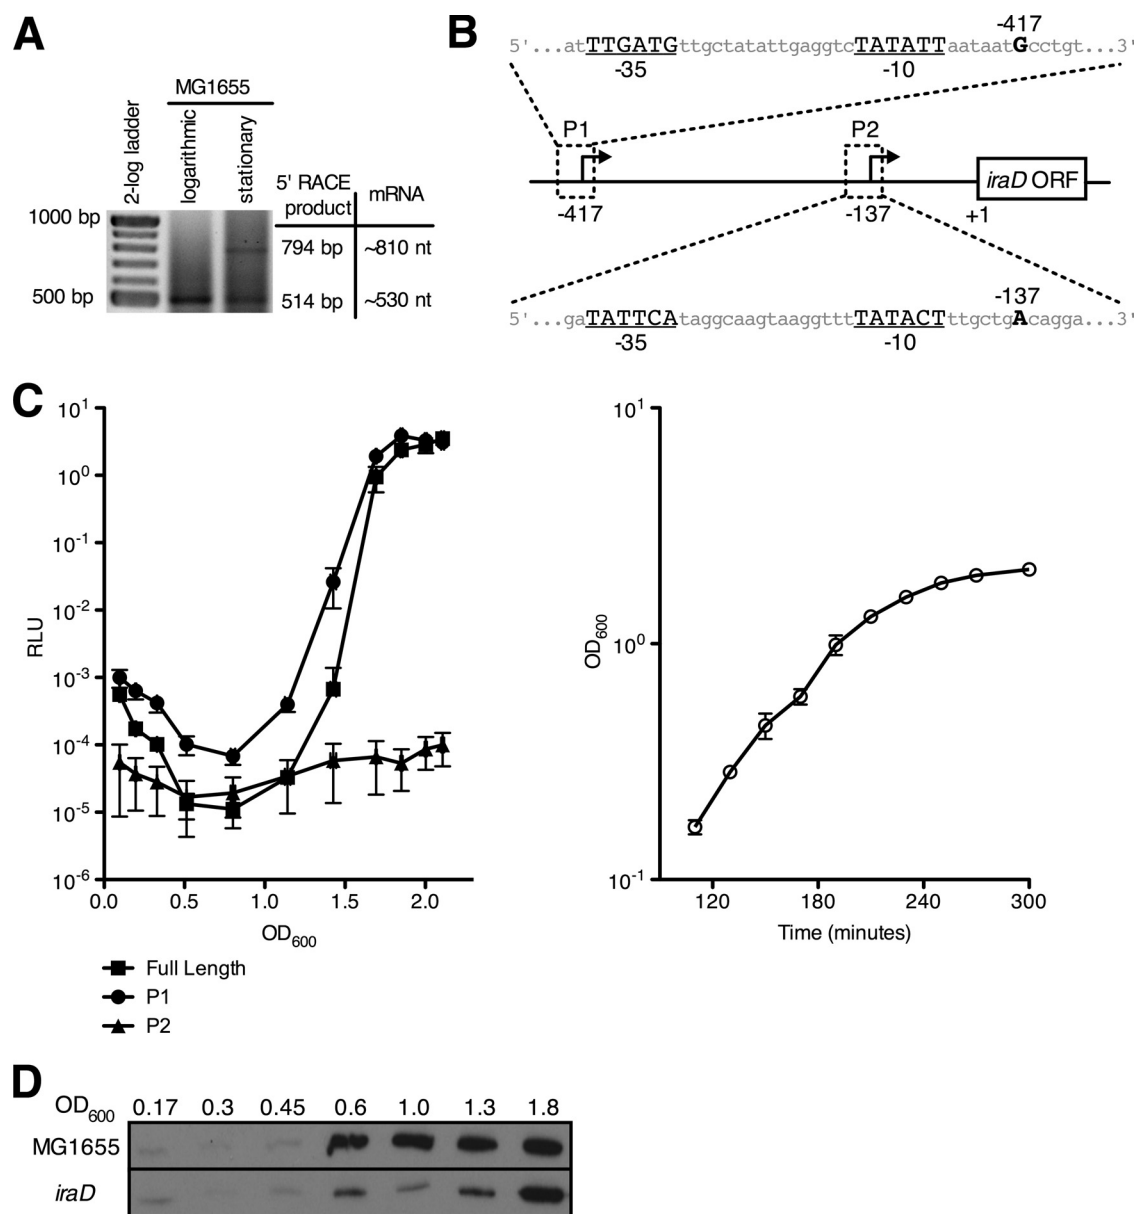 A
MG1655
2-log ladder
logarithmic
stationary
5' RACE product
mRNA
1000 bp
794 bp
~810 nt
500 bp
514 bp
~530 nt
B
-417
5'...atTTGATGttgctatattgaggtcTATATTaataatGcctgt...3'
-35
-10
P1
P2
iraD ORF
-417
-137
+1
-137
5'...gaTATTCAtaggcaagtaaggttttTATACTttgctgAcagga...3'
-35
-10
C
10^1
10^0
10^-1
10^-2
10^-3
10^-4
10^-5
10^-6
RLU
0.0 0.5 1.0 1.5 2.0
OD600
Full Length
P1
P2
10^1
10^0
10^-1
OD600
120 180 240 300
Time (minutes)
D
OD600 0.17 0.3 0.45 0.6 1.0 1.3 1.8
MG1655
iraD